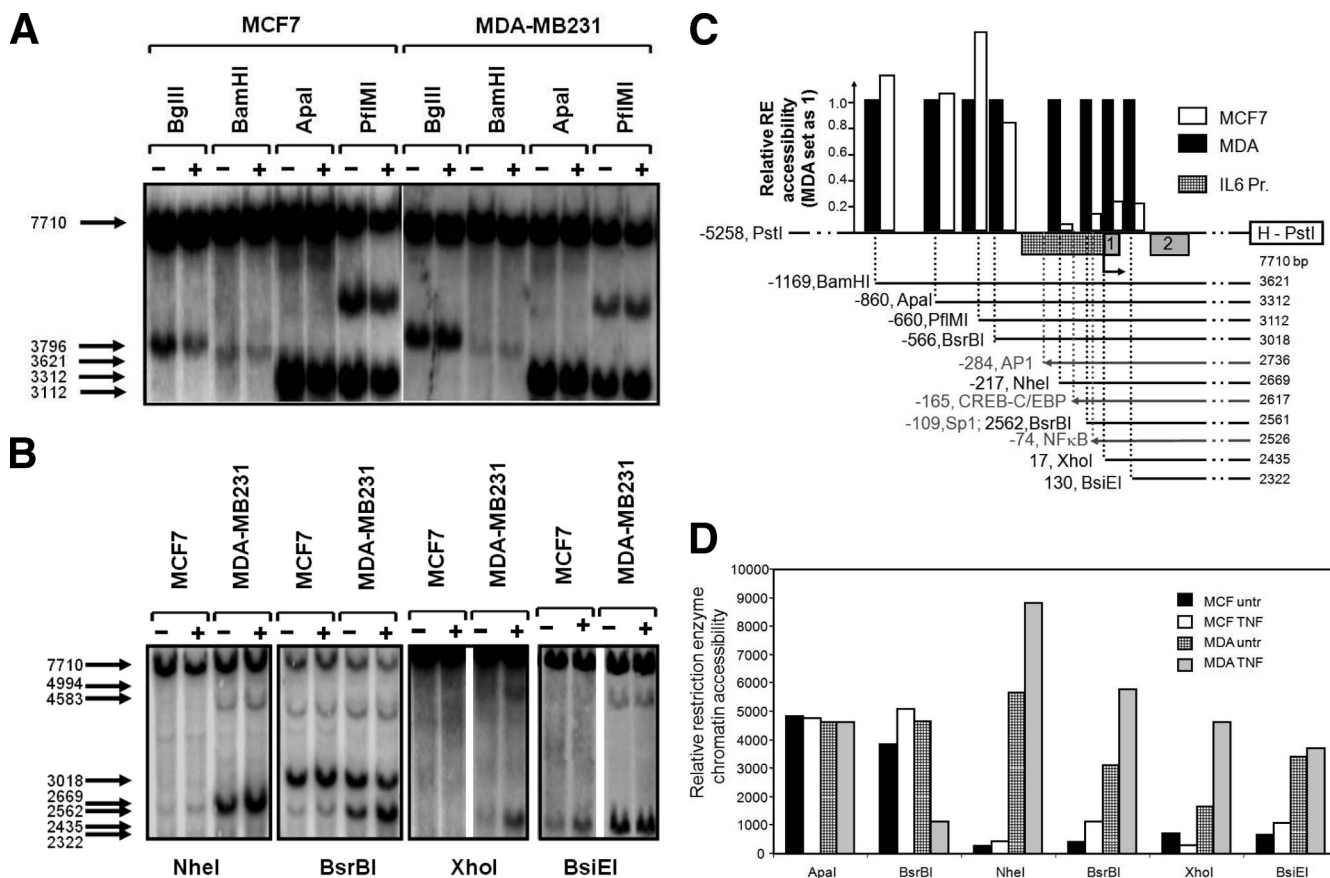 A
MCF7
MDA-MB231
BglII
BamHI
ApaI
PflMI
BglII
BamHI
ApaI
PflMI
− + − + − + − + − + − + − + − +
7710
3796
3621
3312
3112
B
MCF7
MDA-MB231
MCF7
MDA-MB231
MCF7
MDA-MB231
MCF7
MDA-MB231
− + − + − + − + − + − + − + − +
7710
4994
4583
3018
2669
2562
2435
2322
NheI
BsrBI
XhoI
BsiEI
C
Relative RE
accessibility
(MDA set as 1)
1.0
0.8
0.6
0.4
0.2
MCF7
MDA
IL6 Pr.
-5258, PstI
1
2
H - PstI
7710 bp
-1169,BamHI 3621
-860, ApaI 3312
-660,PflMI 3112
-566,BsrBI 3018
-284, AP1 2736
-217, NheI 2669
-165, CREB-C/EBP 2617
-109, Sp1; 2562,BsrBI 2561
-74, NFκB 2526
17, XhoI 2435
130, BsiEI 2322
D
Relative restriction enzyme
chromatin accessibility
10000
9000
8000
7000
6000
5000
4000
3000
2000
1000
0
MCF untr
MCF TNF
MDA untr
MDA TNF
ApaI
BsrBI
NheI
BsrBI
XhoI
BsiEI